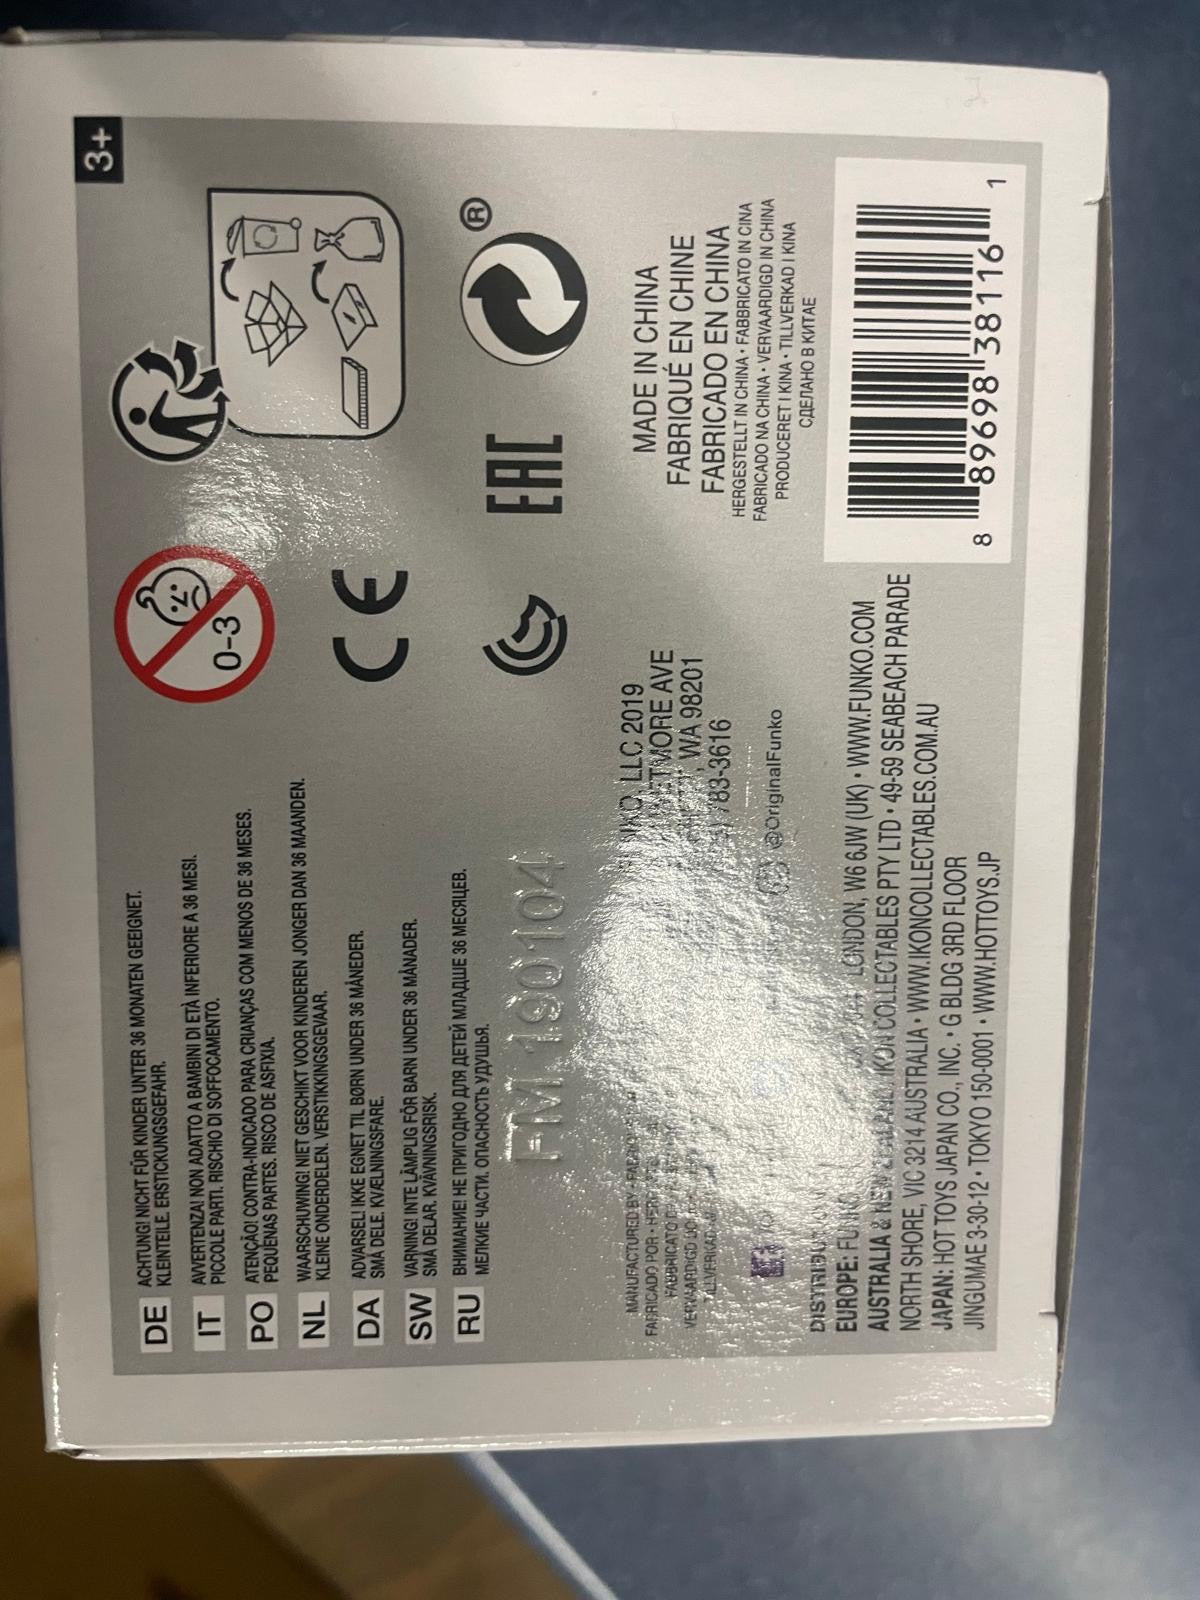 3+
DE
ACHTUNG! NICHT FÜR KINDER UNTER 36 MONATEN GEEIGNET.
KLEINTEILE. ERSTICKUNGSGEFAHR.
IT
AVVERTENZA! NON ADATTO A BAMBINI DI ETÀ INFERIORE A 36 MESI.
PICCOLE PARTI. RISCHIO DI SOFFOCAMENTO.
PO
ATENÇÃO! CONTRA-INDICADO PARA CRIANÇAS COM MENOS DE 36 MESES.
PEQUENAS PARTES. RISCO DE ASFIXIA.
NL
WAARSCHUWING! NIET GESCHIKT VOOR KINDEREN JONGER DAN 36 MAANDEN.
KLEINE ONDERDELEN. VERSTIKKINGSGEVAAR.
DA
ADVARSEL! IKKE EGNET TIL BØRN UNDER 36 MÅNEDER.
SMÅ DELE. KVÆLNINGSFARE.
SW
VARNING! INTE LÄMPLIG FÖR BARN UNDER 36 MÅNADER.
SMÅ DELAR. KVÄVNINGSRISK.
RU
ВНИМАНИЕ! НЕ ПРИГОДНО ДЛЯ ДЕТЕЙ МЛАДШЕ 36 МЕСЯЦЕВ.
МЕЛКИЕ ЧАСТИ. ОПАСНОСТЬ УДУШЬЯ.
0-3
CE
EAC
®
FM 190104
MANUFACTURED BY
FABRICADO POR
FABBRICATO
LLC 2019
AVE
WA 98201
783-3616
@OriginalFunko
EUROPE: LONDON, W6 6JW (UK) • WWW.FUNKO.COM
AUSTRALIA & IKON COLLECTABLES PTY LTD • 49-59 SEABEACH PARADE
NORTH SHORE, VIC 3214 AUSTRALIA • WWW.IKONCOLLECTABLES.COM.AU
JAPAN: HOT TOYS JAPAN CO., INC. • G BLDG 3RD FLOOR
JINGUMAE 3-30-12 • TOKYO 150-0001 • WWW.HOTTOYS.JP
MADE IN CHINA
FABRIQUÉ EN CHINE
FABRICADO EN CHINA
HERGESTELLT IN CHINA • FABBRICATO IN CINA
FABRICADO NA CHINA • VERVAARDIGD IN CHINA
PRODUCERET I KINA • TILLVERKAD I KINA
СДЕЛАНО В КИТАЕ
8 89698 38116 1